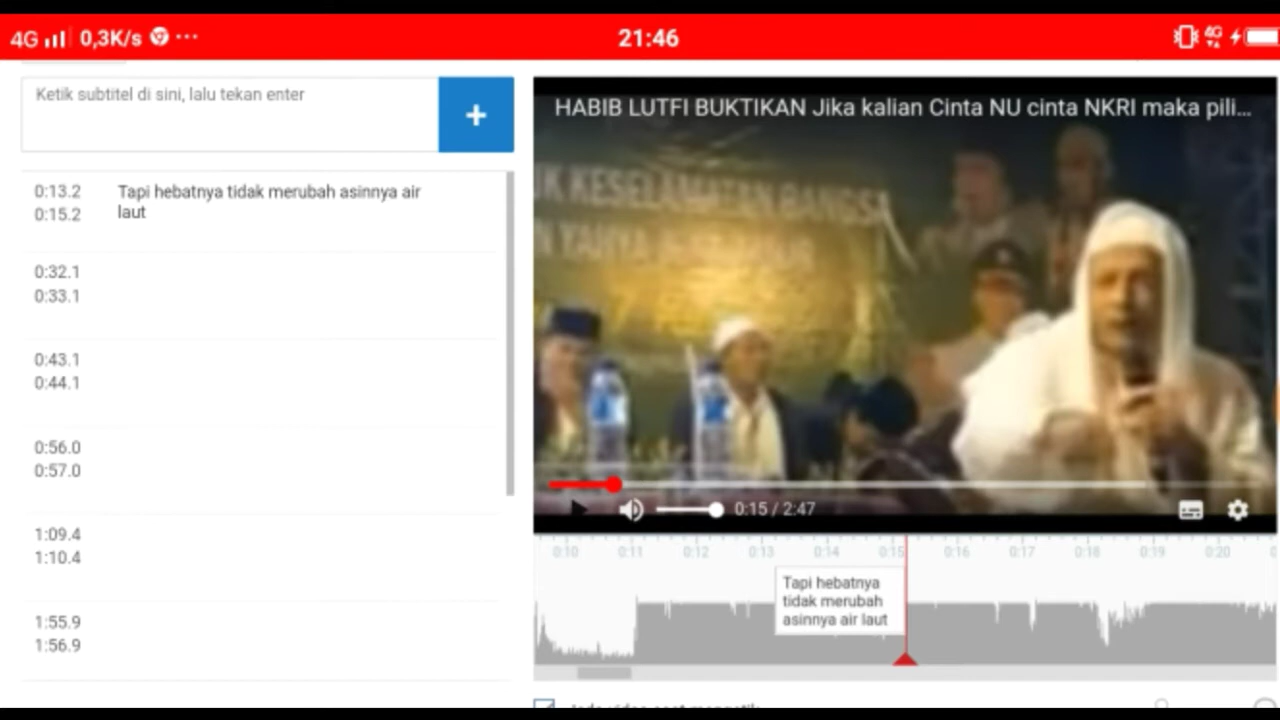 4G 0,3K/s ···
21:46
4G
Ketik subtitel di sini, lalu tekan enter
+
0:13.2
0:15.2
Tapi hebatnya tidak merubah asinnya air
laut
0:32.1
0:33.1
0:43.1
0:44.1
0:56.0
0:57.0
1:09.4
1:10.4
1:55.9
1:56.9
HABIB LUTFI BUKTIKAN Jika kalian Cinta NU cinta NKRI maka pili...
UK KESELAMATAN BANGSA
N YAHYA
0:15 / 2:47
0:10 0:11 0:12 0:13 0:14 0:15 0:16 0:17 0:18 0:19 0:20
Tapi hebatnya
tidak merubah
asinnya air laut